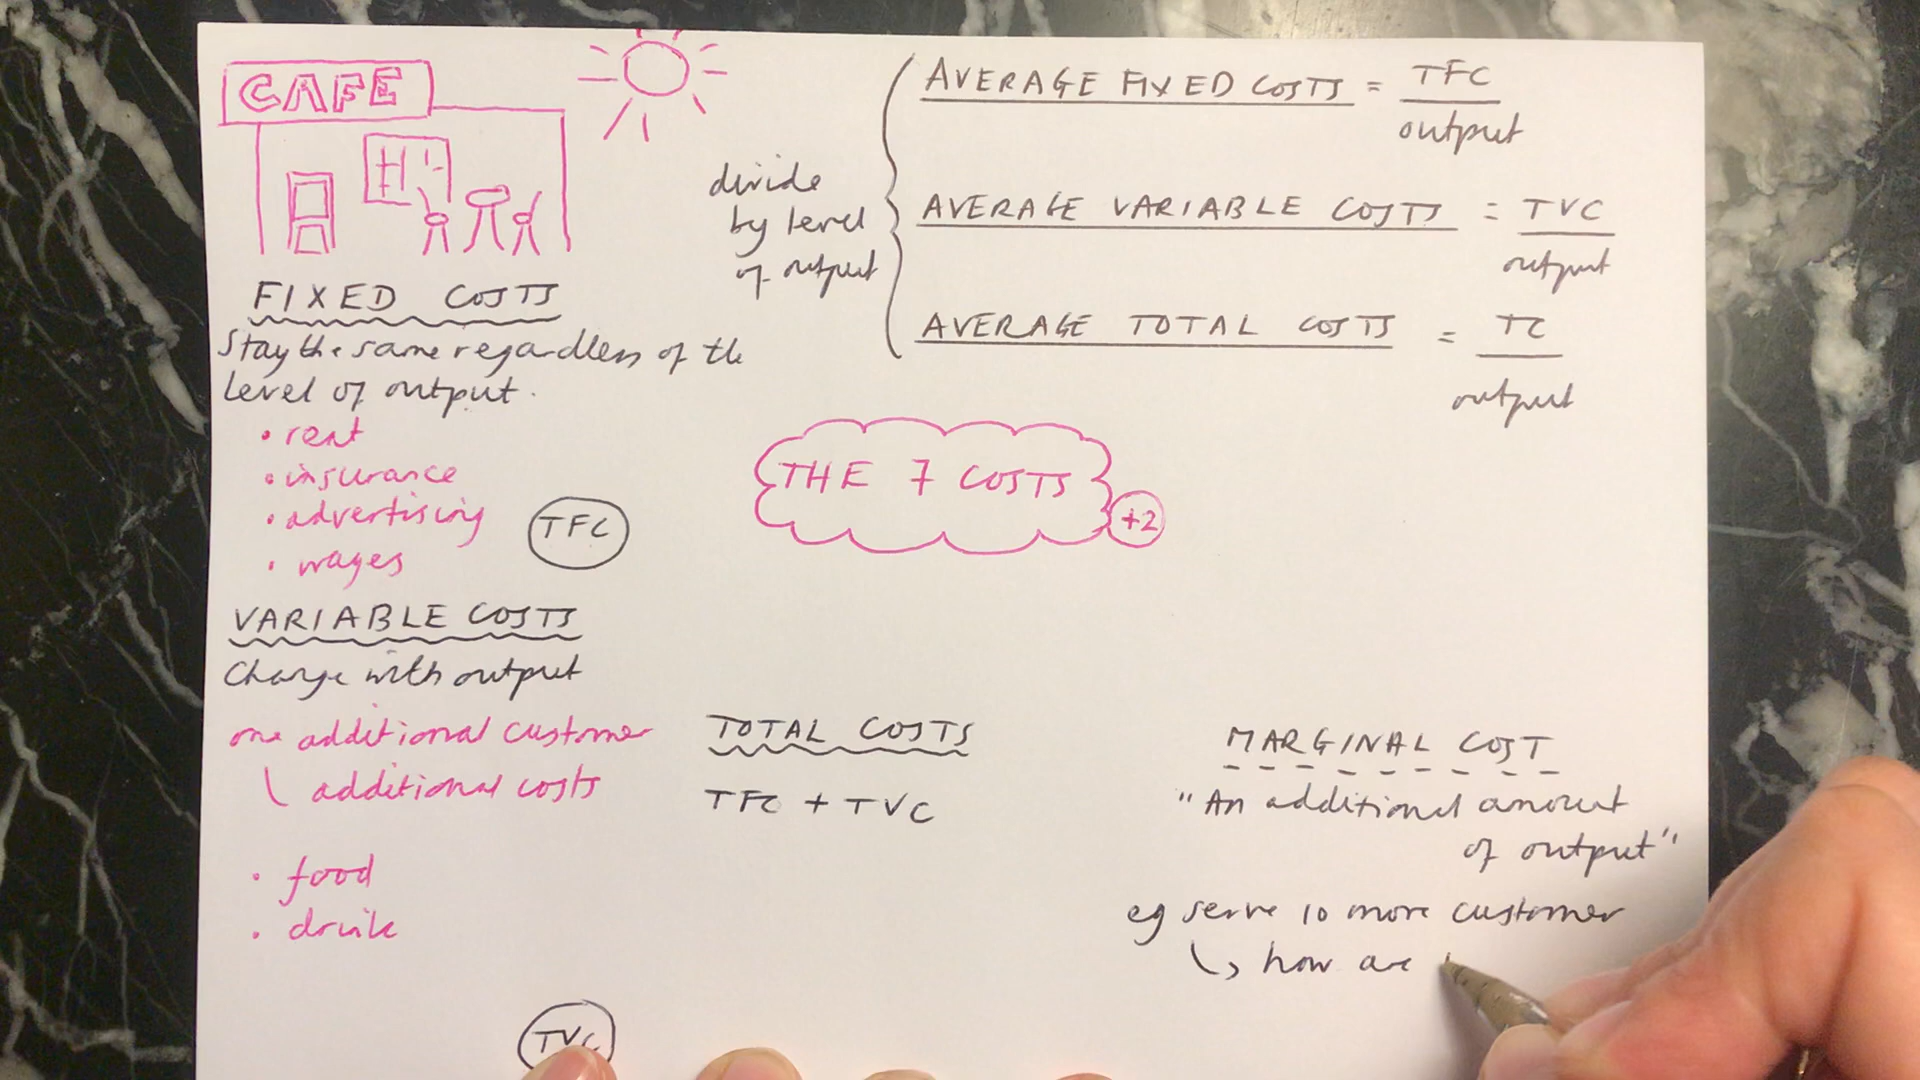 CAFE
FIXED COSTS
Stay the same regardless of the
level of output.
• rent
• insurance
• advertising
• wages
TFC
VARIABLE COSTS
Change with output
one additional customer
additional costs
• food
• drink
TVC
divide
by level
of output
AVERAGE FIXED COSTS = TFC
output
AVERAGE VARIABLE COSTS = TVC
output
AVERAGE TOTAL COSTS = TC
output
THE 7 COSTS
+2
TOTAL COSTS
TFC + TVC
MARGINAL COST
"An additional amount
of output"
eg serve 10 more customer
↳ how are